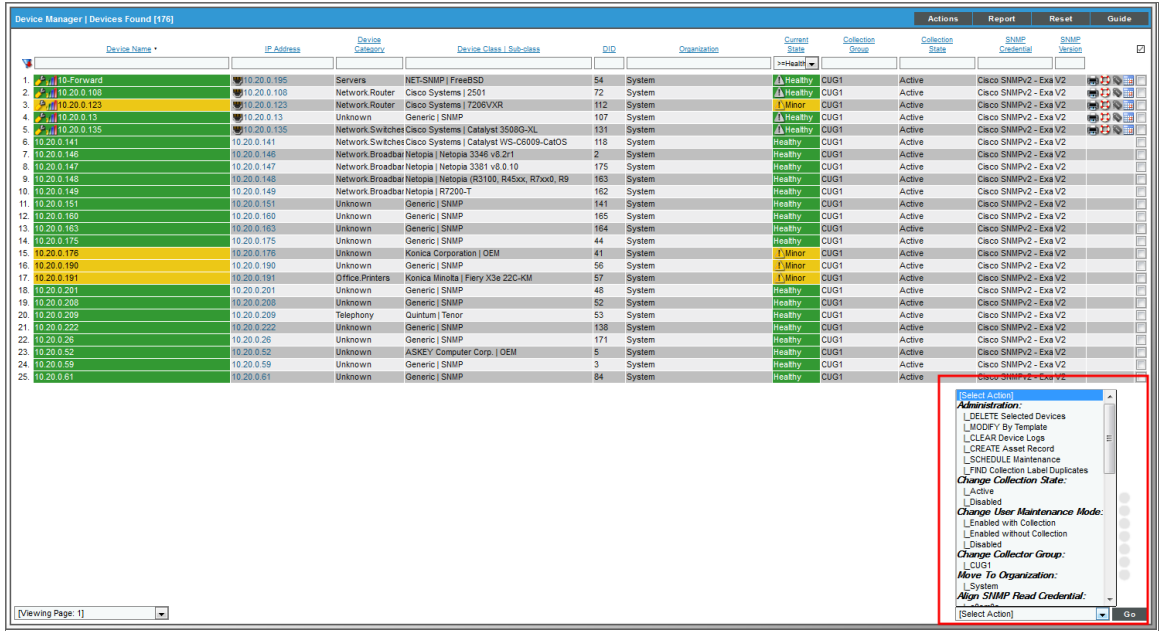 Device Manager | Devices Found [176] Actions Report Reset Guide
Device Name IP Address Device Category Device Class | Sub-class DID Organization Current State Collection Group Collection State SNMP Credential SNMP Version
>=Health
1. 10-Forward 10.20.0.195 Servers NET-SNMP | FreeBSD 54 System Healthy CUG1 Active Cisco SNMPv2 - Exa V2
2. 10.20.0.108 10.20.0.108 Network.Router Cisco Systems | 2501 72 System Healthy CUG1 Active Cisco SNMPv2 - Exa V2
3. 10.20.0.123 10.20.0.123 Network.Router Cisco Systems | 7206VXR 112 System Minor CUG1 Active Cisco SNMPv2 - Exa V2
4. 10.20.0.13 10.20.0.13 Unknown Generic | SNMP 107 System Healthy CUG1 Active Cisco SNMPv2 - Exa V2
5. 10.20.0.135 10.20.0.135 Network.Switches Cisco Systems | Catalyst 3508G-XL 131 System Healthy CUG1 Active Cisco SNMPv2 - Exa V2
6. 10.20.0.141 10.20.0.141 Network.Switches Cisco Systems | Catalyst WS-C6009-CatOS 118 System Healthy CUG1 Active Cisco SNMPv2 - Exa V2
7. 10.20.0.146 10.20.0.146 Network.Broadbar Netopia | Netopia 3346 v8.2r1 2 System Healthy CUG1 Active Cisco SNMPv2 - Exa V2
8. 10.20.0.147 10.20.0.147 Network.Broadbar Netopia | Netopia 3381 v8.0.10 175 System Healthy CUG1 Active Cisco SNMPv2 - Exa V2
9. 10.20.0.148 10.20.0.148 Network.Broadbar Netopia | Netopia (R3100, R45xx, R7xx0, R9 163 System Healthy CUG1 Active Cisco SNMPv2 - Exa V2
10. 10.20.0.149 10.20.0.149 Network.Broadbar Netopia | R7200-T 162 System Healthy CUG1 Active Cisco SNMPv2 - Exa V2
11. 10.20.0.151 10.20.0.151 Unknown Generic | SNMP 141 System Healthy CUG1 Active Cisco SNMPv2 - Exa V2
12. 10.20.0.160 10.20.0.160 Unknown Generic | SNMP 165 System Healthy CUG1 Active Cisco SNMPv2 - Exa V2
13. 10.20.0.163 10.20.0.163 Unknown Generic | SNMP 164 System Healthy CUG1 Active Cisco SNMPv2 - Exa V2
14. 10.20.0.175 10.20.0.175 Unknown Generic | SNMP 44 System Healthy CUG1 Active Cisco SNMPv2 - Exa V2
15. 10.20.0.176 10.20.0.176 Unknown Konica Corporation | OEM 41 System Minor CUG1 Active Cisco SNMPv2 - Exa V2
16. 10.20.0.190 10.20.0.190 Unknown Generic | SNMP 56 System Minor CUG1 Active Cisco SNMPv2 - Exa V2
17. 10.20.0.191 10.20.0.191 Office.Printers Konica Minolta | Fiery X3e 22C-KM 57 System Minor CUG1 Active Cisco SNMPv2 - Exa V2
18. 10.20.0.201 10.20.0.201 Unknown Generic | SNMP 48 System Healthy CUG1 Active Cisco SNMPv2 - Exa V2
19. 10.20.0.208 10.20.0.208 Unknown Generic | SNMP 52 System Healthy CUG1 Active Cisco SNMPv2 - Exa V2
20. 10.20.0.209 10.20.0.209 Telephony Quintum | Tenor 53 System Healthy CUG1 Active Cisco SNMPv2 - Exa V2
21. 10.20.0.222 10.20.0.222 Unknown Generic | SNMP 138 System Healthy CUG1 Active Cisco SNMPv2 - Exa V2
22. 10.20.0.26 10.20.0.26 Unknown Generic | SNMP 171 System Healthy CUG1 Active Cisco SNMPv2 - Exa V2
23. 10.20.0.52 10.20.0.52 Unknown ASKEY Computer Corp. | OEM 5 System Healthy CUG1 Active Cisco SNMPv2 - Exa V2
24. 10.20.0.59 10.20.0.59 Unknown Generic | SNMP 3 System Healthy CUG1 Active Cisco SNMPv2 - Exa V2
25. 10.20.0.61 10.20.0.61 Unknown Generic | SNMP 84 System Healthy CUG1 Active Cisco SNMPv2 - Exa V2
[Select Action]
Administration:
|_DELETE Selected Devices
|_MODIFY By Template
|_CLEAR Device Logs
|_CREATE Asset Record
|_SCHEDULE Maintenance
|_FIND Collection Label Duplicates
Change Collection State:
|_Active
|_Disabled
Change User Maintenance Mode:
|_Enabled with Collection
|_Enabled without Collection
|_Disabled
Change Collector Group:
|_CUG1
Move To Organization:
|_System
Align SNMP Read Credential:
[Viewing Page: 1] [Select Action] Go